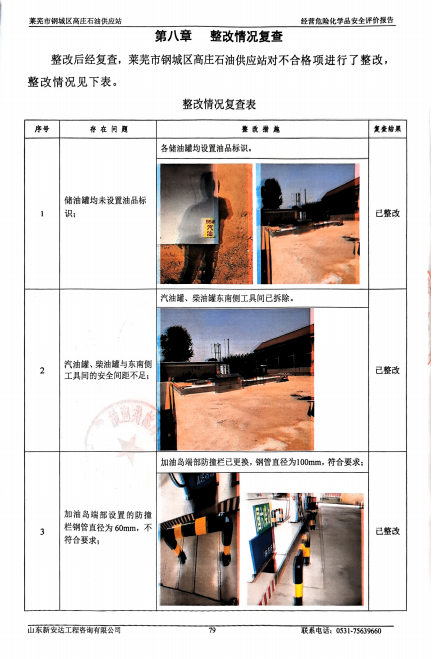 莱芜市钢城区高庄石油供应站 经营危险化学品安全评价报告
第八章 整改情况复查
整改后经复查，莱芜市钢城区高庄石油供应站对不合格项进行了整改，
整改情况见下表。
整改情况复查表
序号 存在问题 整改措施 复查结果
各储油罐均设置油品标识。
1 储油罐均未设置油品标
识； 已整改
汽油罐、柴油罐东南侧工具间已拆除。
2 汽油罐、柴油罐与东南侧
工具间的安全间距不足； 已整改
加油岛端部防撞栏已更换，钢管直径为100mm，符合要求；
3 加油岛端部设置的防撞
栏钢管直径为 60mm，不
符合要求； 已整改
山东新安达工程咨询有限公司 79 联系电话：0531-75639660